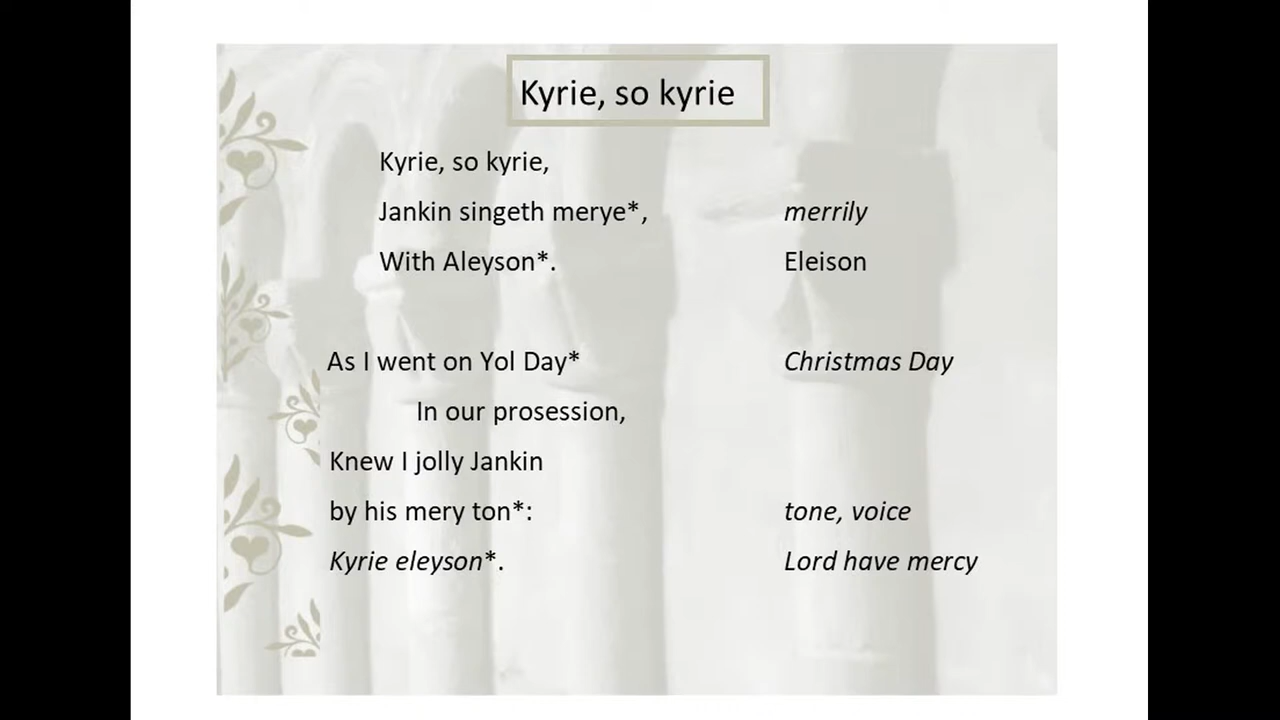 Kyrie, so kyrie
Kyrie, so kyrie,
Jankin singeth merye*, merrily
With Aleyson*. Eleison
As I went on Yol Day* Christmas Day
In our prosession,
Knew I jolly Jankin
by his mery ton*: tone, voice
Kyrie eleyson*. Lord have mercy